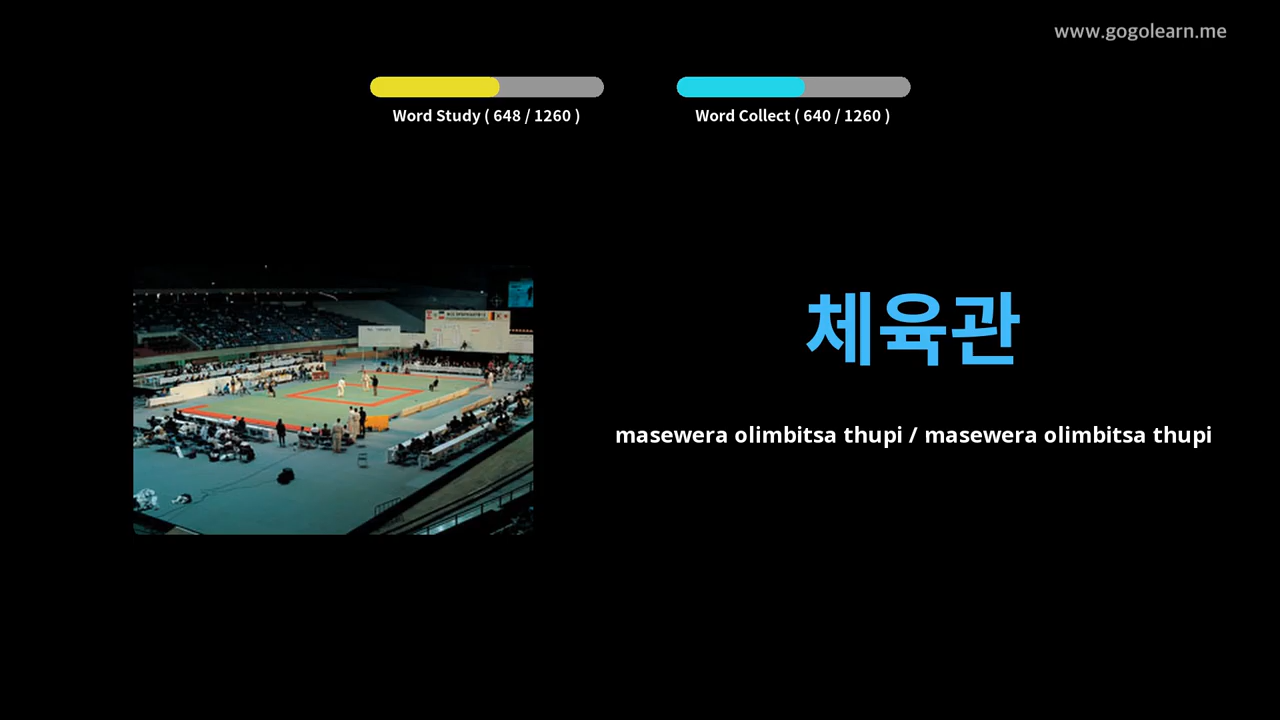 www.gogolearn.me
Word Study ( 648 / 1260 )
Word Collect ( 640 / 1260 )
체육관
masewera olimbitsa thupi / masewera olimbitsa thupi